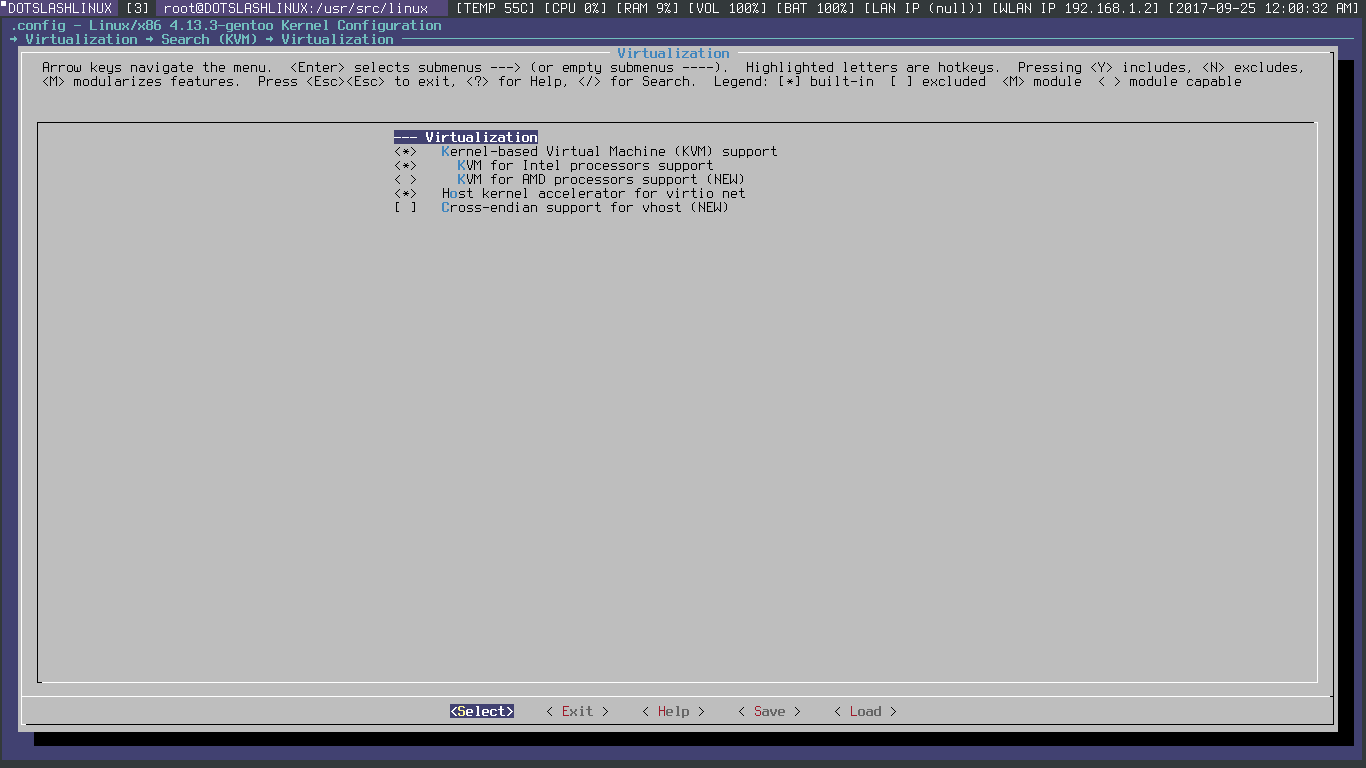 DOTSLASHLINUX [3] root@DOTSLASHLINUX:/usr/src/linux [TEMP 55C] [CPU 0%] [RAM 9%] [VOL 100%] [BAT 100%] [LAN IP (null)] [WLAN IP 192.168.1.2] [2017-09-25 12:00:32 AM]
.config - Linux/x86 4.13.3-gentoo Kernel Configuration
→ Virtualization → Search (KVM) → Virtualization
Virtualization
Arrow keys navigate the menu.  <Enter> selects submenus ---> (or empty submenus ----).  Highlighted letters are hotkeys.  Pressing <Y> includes, <N> excludes,
<M> modularizes features.  Press <Esc><Esc> to exit, <?> for Help, </> for Search.  Legend: [*] built-in  [ ] excluded  <M> module  < > module capable
--- Virtualization
<*>   Kernel-based Virtual Machine (KVM) support
<*>     KVM for Intel processors support
< >     KVM for AMD processors support (NEW)
<*>   Host kernel accelerator for virtio net
[ ]   Cross-endian support for vhost (NEW)
<Select>    < Exit >    < Help >    < Save >    < Load >